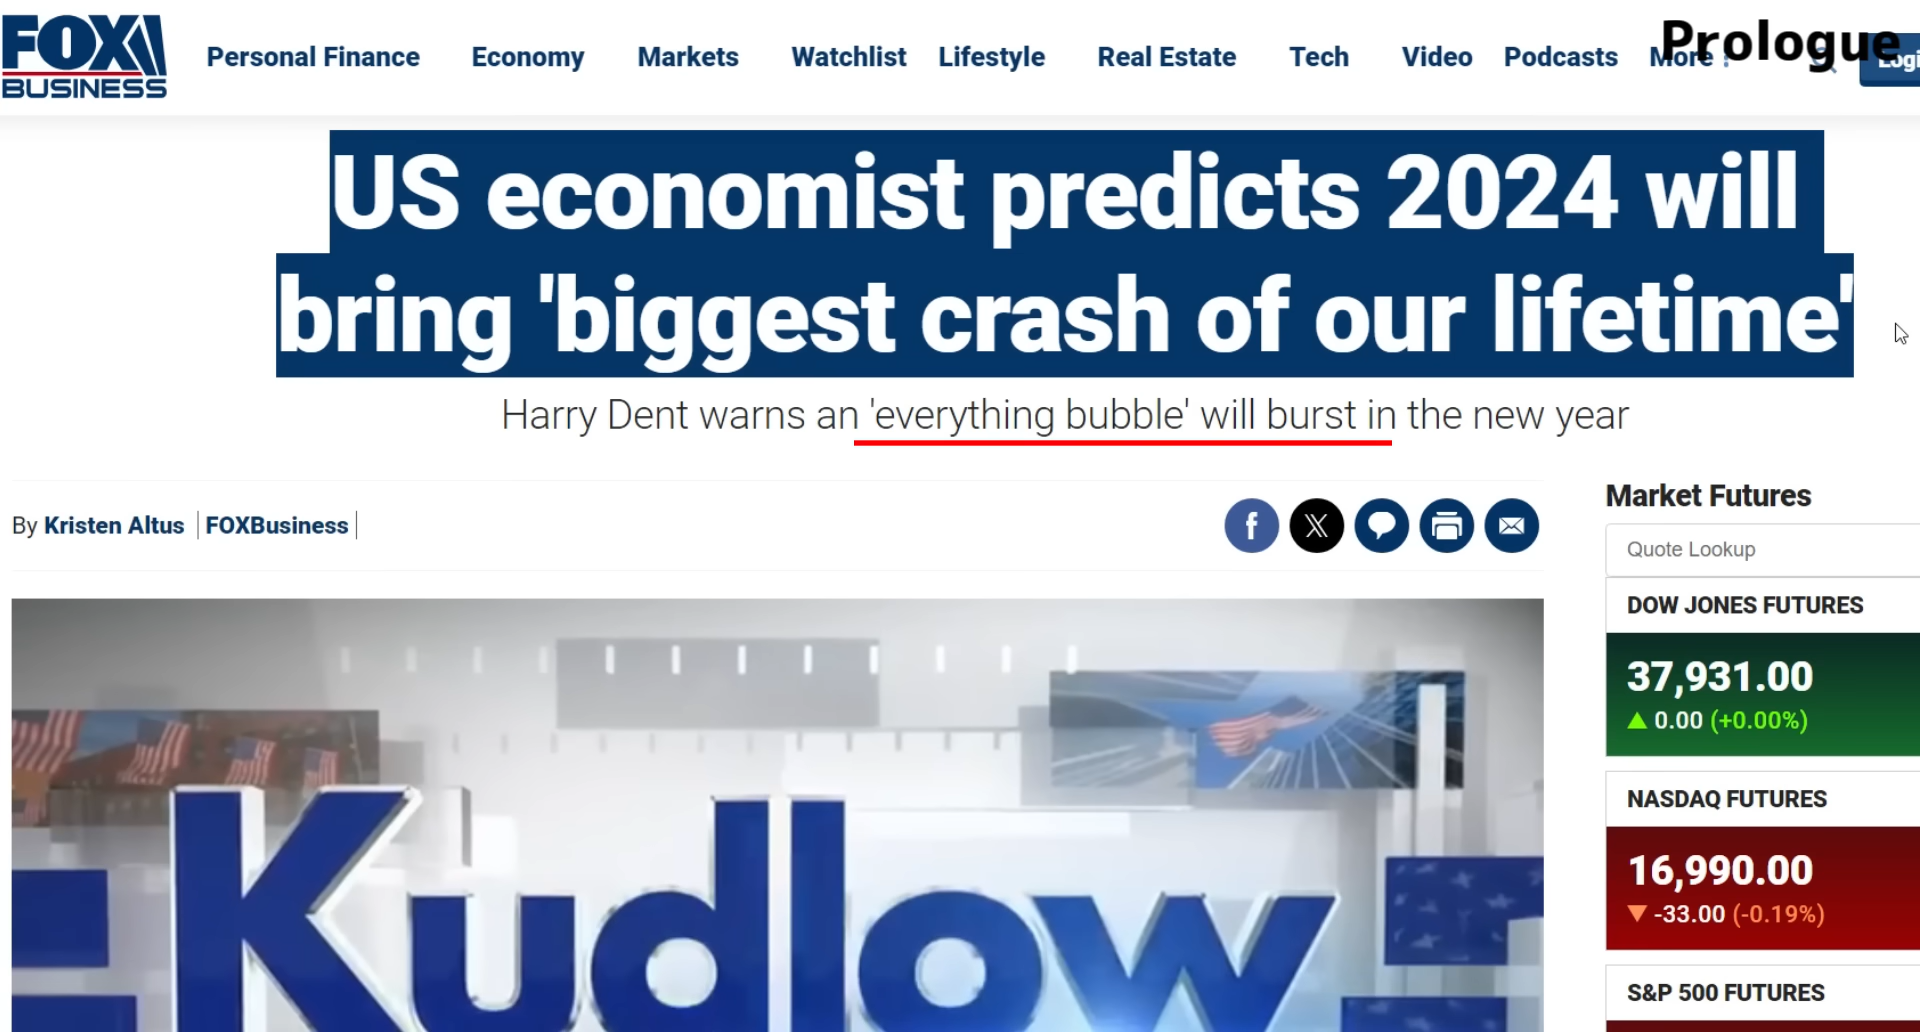 FOX
BUSINESS
Personal Finance Economy Markets Watchlist Lifestyle Real Estate Tech Video Podcasts More
Prologue
US economist predicts 2024 will
bring 'biggest crash of our lifetime'
Harry Dent warns an 'everything bubble' will burst in the new year
By Kristen Altus FOXBusiness
f X
Kudlow
Market Futures
Quote Lookup
DOW JONES FUTURES
37,931.00
▲ 0.00 (+0.00%)
NASDAQ FUTURES
16,990.00
▼ -33.00 (-0.19%)
S&P 500 FUTURES